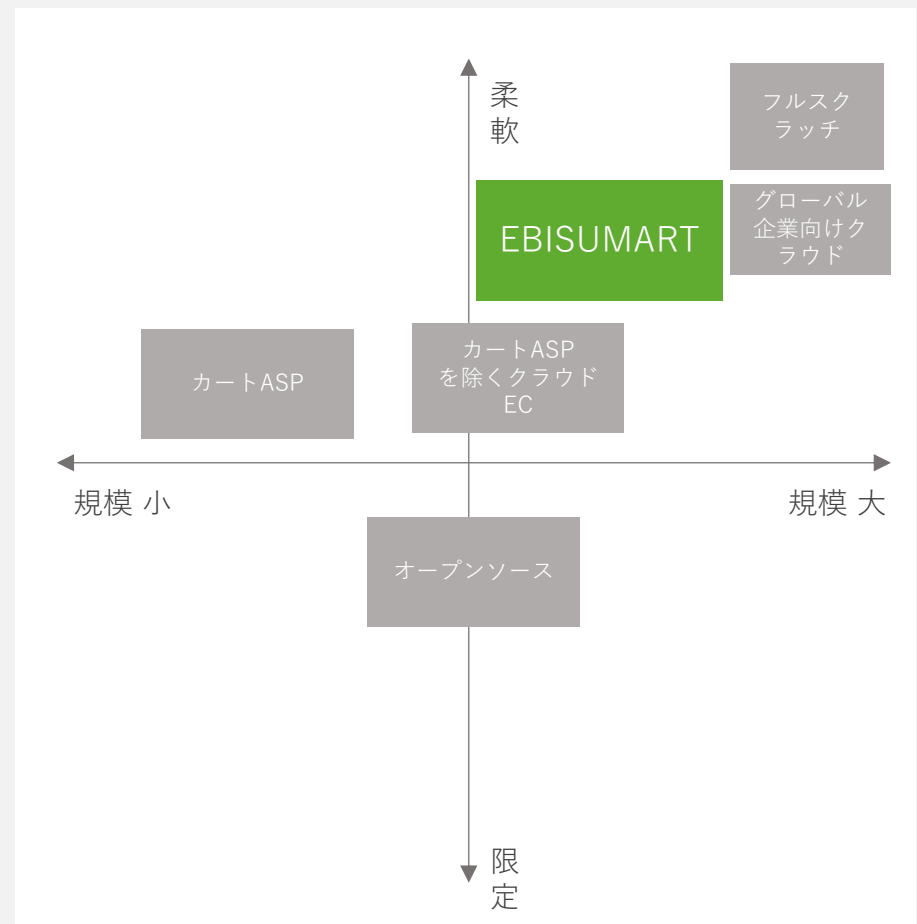 柔
軟
フルスク
ラッチ
EBISUMART
グローバル
企業向けク
ラウド
カートASP
カートASP
を除くクラウド
EC
規模 小
規模 大
オープンソース
限
定